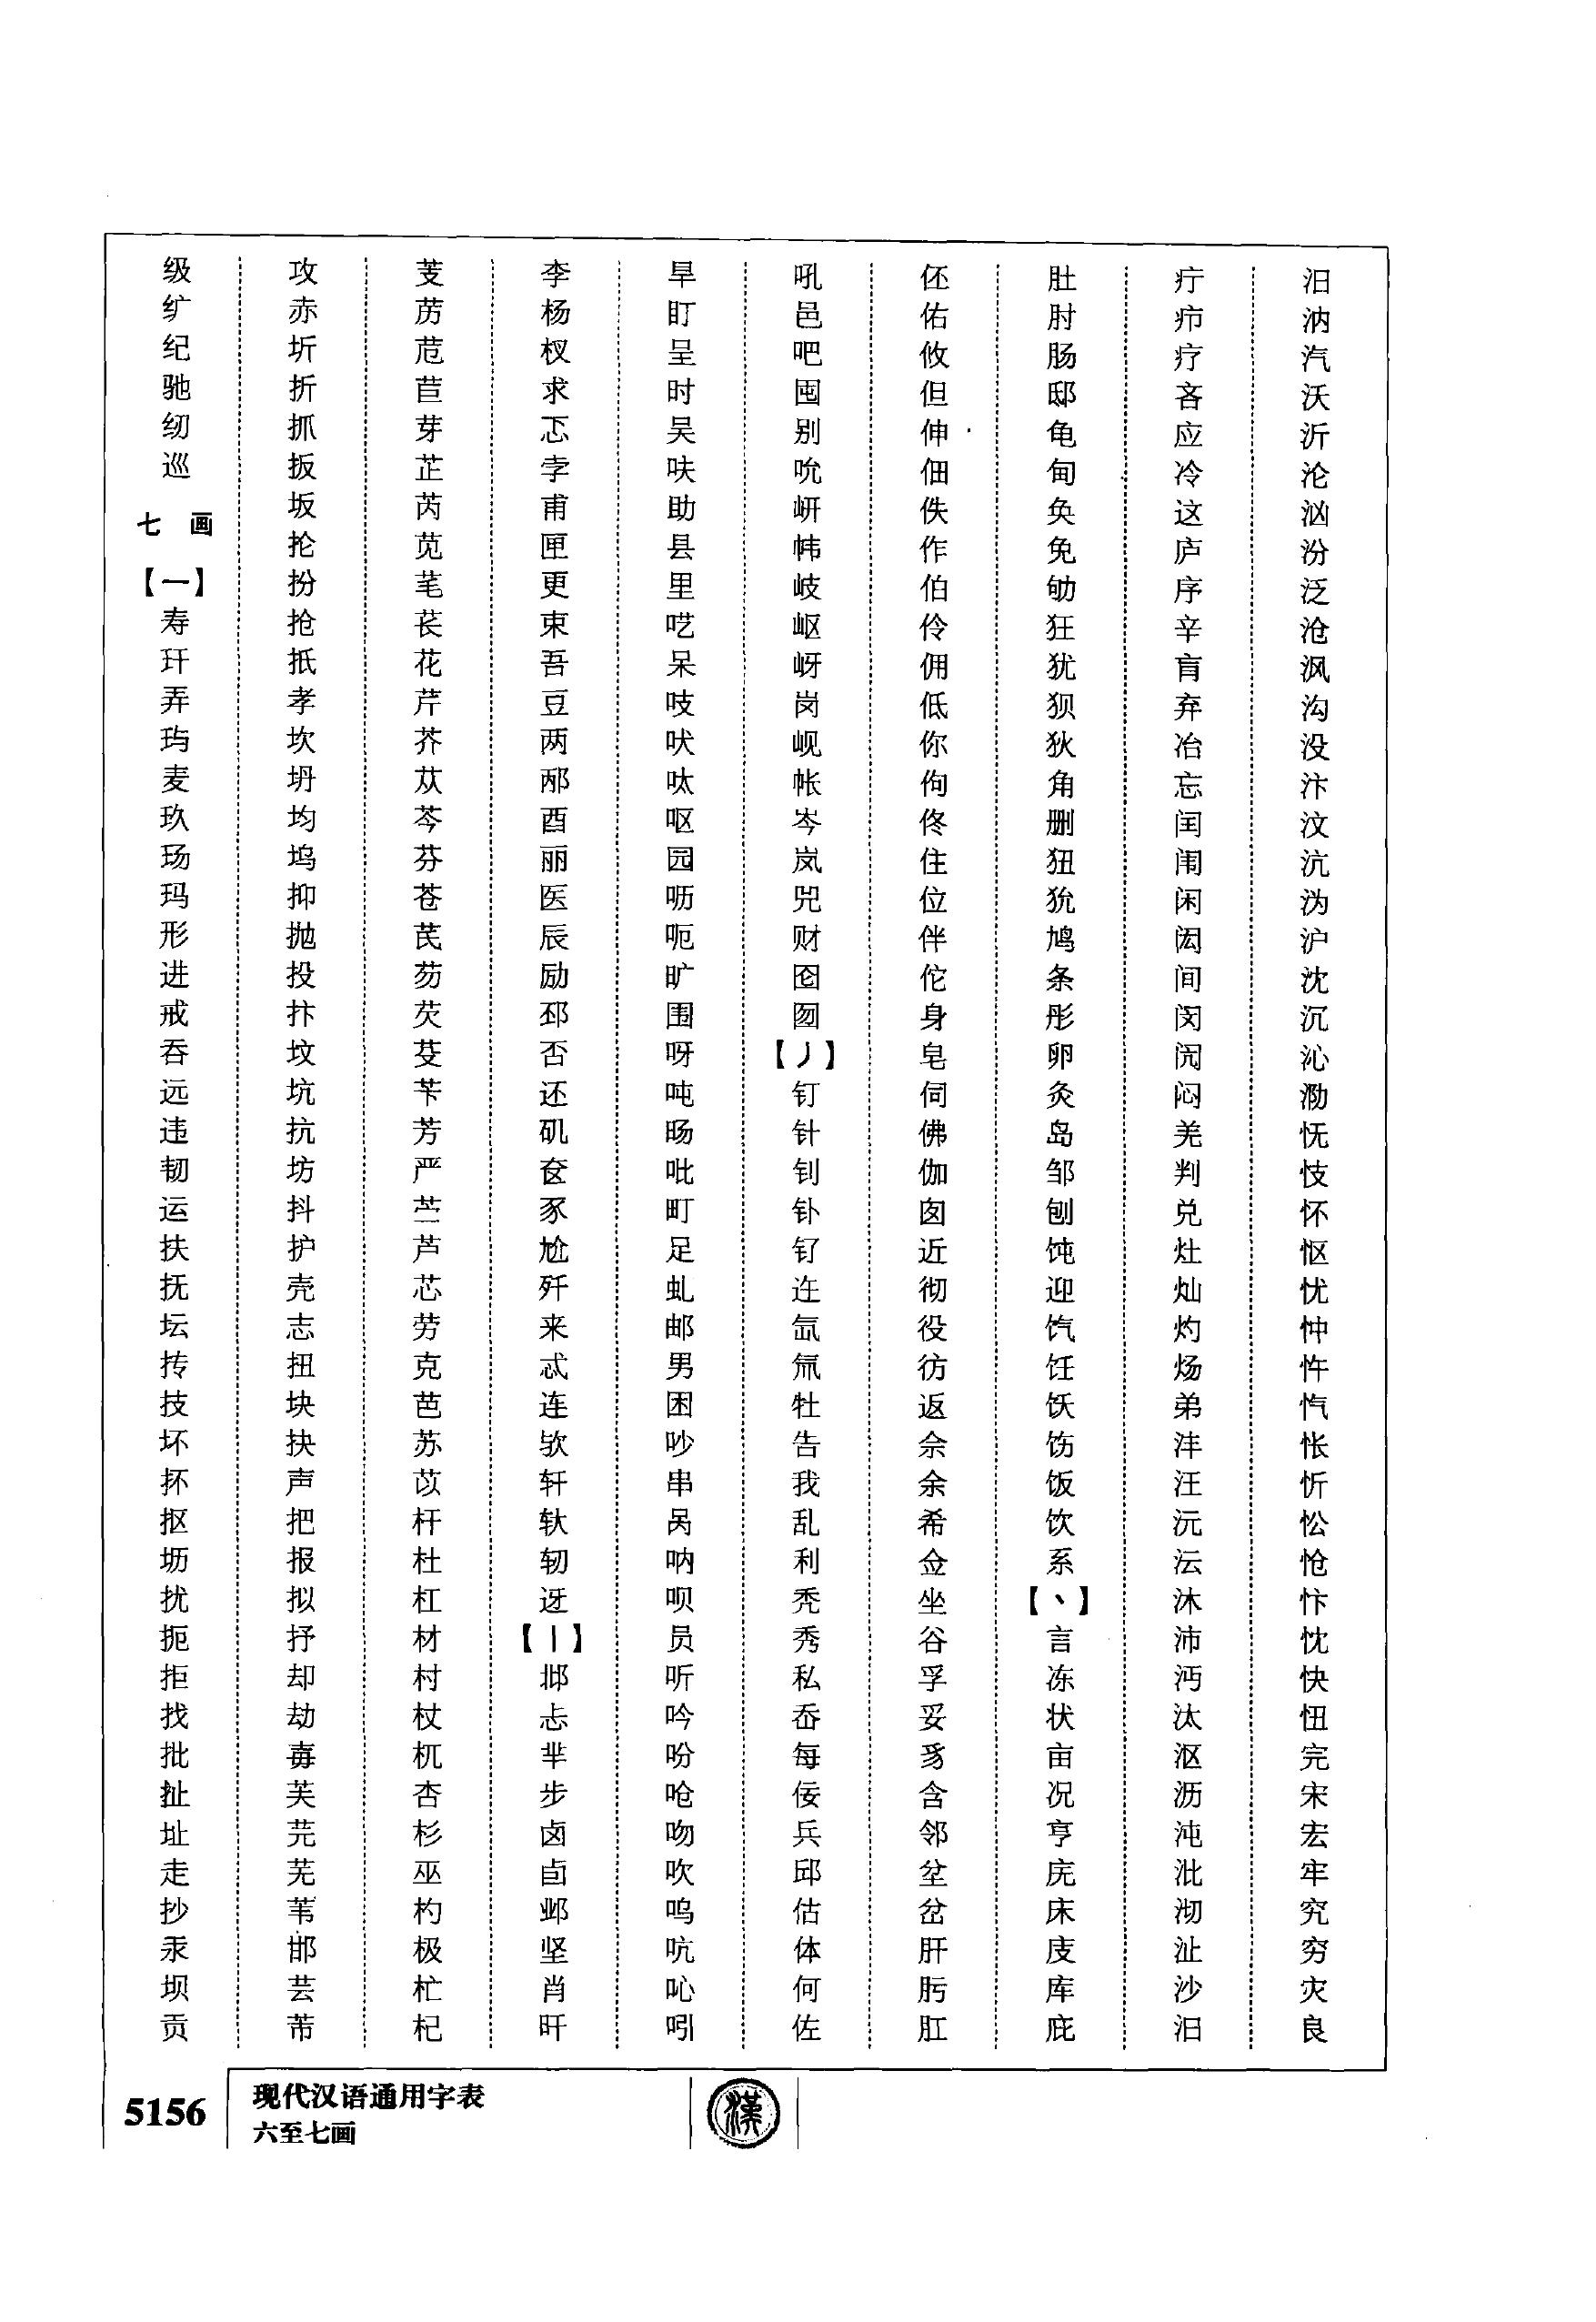 级纩纪驰纫巡
七 画
【一】
寿玕弄玙麦玖玚玛形进戒吞远违韧运扶抚坛抟技坏抔抠坜扰扼拒找批扯址走抄汞坝贡
攻赤圻折抓扳坂抡扮抢扺孝坎坍均坞抑抛投抃坟坑抗坊抖护壳志扭块抉声把报拟抒却劫毐芙芫芜苇邯芸芾
芰苈苊苣芽芷芮苋芼苌花芹芥苁芩芬苍芪芴芡芟苄芳严苎芦芯劳克芭苏苡杆杜杠材村杖杌杏杉巫杓极杧杞
李杨杈求忑孛甫匣更束吾豆两邴酉丽医辰励邳否还矶奁豕尬歼来忒连欤轩轪轫迓
【丨】
邶忐芈步卤卣邺坚肖旰
旱盯呈时吴呋助县里呓呆吱吠呔呕园呖呃旷围呀吨旸吡町足虬邮男困吵串呙呐呗员听吟吩呛吻吹呜吭吣吲
吼邑吧囤别吮岍帏岐岖岈岗岘帐岑岚兕财囵囫
【丿】
钉针钊钋钌迕氙氚牡告我乱利秃秀私岙每佞兵邱估体何佐
伾佑攸但伸佃佚作伯伶佣低你佝佟住位伴佗身皂伺佛伽囱近彻役彷返佘余希佥坐谷孚妥豸含邻坌岔肝肟肛
肚肘肠邸龟甸奂免劬狂犹狈狄角删狃狁鸠条彤卵灸岛邹刨饨迎饩饪饫饬饭饮系
【丶】
言冻状亩况亨庑床庋库庇
疔疖疗吝应冷这庐序辛肓弃冶忘闰闱闲闳间闵闶闷羌判兑灶灿灼炀弟沣汪沅沄沐沛沔汰沤沥沌沘沏沚沙汩
汨汭汽沃沂沦汹汾泛沧沨沟没汴汶沆沩沪沈沉沁泐怃忮怀怄忧忡忤忾怅忻忪怆忭忱快忸完宋宏牢究穷灾良
5156
现代汉语通用字表
六至七画
漢